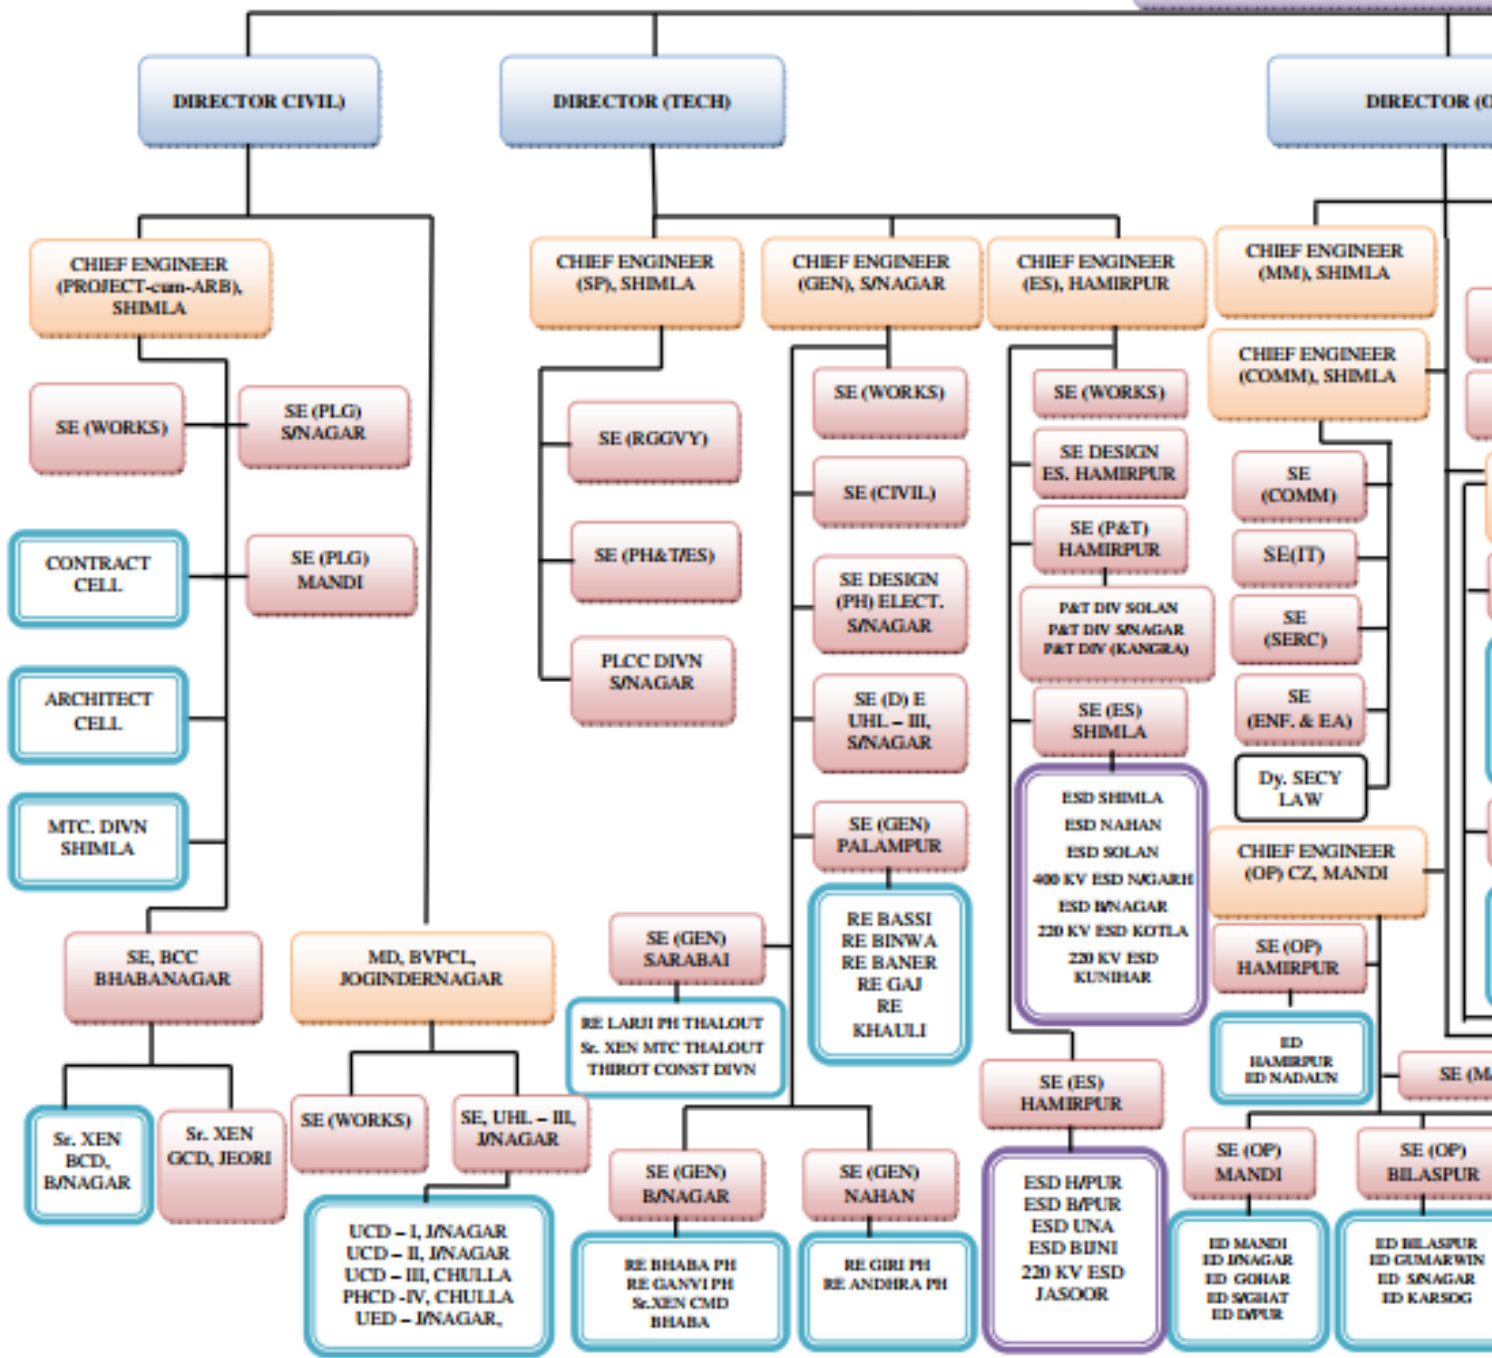 DIRECTOR CIVIL)
DIRECTOR (TECH)
DIRECTOR (O
CHIEF ENGINEER
(PROJECT-cum-ARB),
SHIMLA
SE (WORKS)
SE (PLG)
S/NAGAR
CONTRACT
CELL
SE (PLG)
MANDI
ARCHITECT
CELL
MTC. DIVN
SHIMLA
SE, BCC
BHABANAGAR
Sr. XEN
BCD,
B/NAGAR
Sr. XEN
GCD, JEORI
MD, BVPCL,
JOGINDERNAGAR
SE (WORKS)
SE, UHL – III,
J/NAGAR
UCD – I, J/NAGAR
UCD – II, J/NAGAR
UCD – III, CHULLA
PHCD -IV, CHULLA
UED – J/NAGAR,
CHIEF ENGINEER
(SP), SHIMLA
SE (RGGVY)
SE (PH&T/ES)
PLCC DIVN
S/NAGAR
CHIEF ENGINEER
(GEN), S/NAGAR
SE (WORKS)
SE (CIVIL)
SE DESIGN
(PH) ELECT.
S/NAGAR
SE (D) E
UHL – III,
S/NAGAR
SE (GEN)
PALAMPUR
RE BASSI
RE BINWA
RE BANER
RE GAJ
RE
KHAULI
SE (GEN)
SARABAI
RE LARJI PH THALOUT
Sr. XEN MTC THALOUT
THIROT CONST DIVN
SE (GEN)
B/NAGAR
RE BHABA PH
RE GANVI PH
Sr.XEN CMD
BHABA
SE (GEN)
NAHAN
RE GIRI PH
RE ANDHRA PH
CHIEF ENGINEER
(ES), HAMIRPUR
SE (WORKS)
SE DESIGN
ES. HAMIRPUR
SE (P&T)
HAMIRPUR
P&T DIV SOLAN
P&T DIV S/NAGAR
P&T DIV (KANGRA)
SE (ES)
SHIMLA
ESD SHIMLA
ESD NAHAN
ESD SOLAN
400 KV ESD N/GARH
ESD B/NAGAR
220 KV ESD KOTLA
220 KV ESD
KUNIHAR
SE (ES)
HAMIRPUR
ESD H/PUR
ESD B/PUR
ESD UNA
ESD BIJNI
220 KV ESD
JASOOR
CHIEF ENGINEER
(MM), SHIMLA
CHIEF ENGINEER
(COMM), SHIMLA
SE
(COMM)
SE(IT)
SE
(SERC)
SE
(ENF. & EA)
Dy. SECY
LAW
CHIEF ENGINEER
(OP) CZ, MANDI
SE (OP)
HAMIRPUR
ED
HAMIRPUR
ED NADAUN
SE (MA
SE (OP)
MANDI
ED MANDI
ED J/NAGAR
ED GOHAR
ED S/GHAT
ED D/PUR
SE (OP)
BILASPUR
ED BILASPUR
ED GUMARWIN
ED S/NAGAR
ED KARSOG